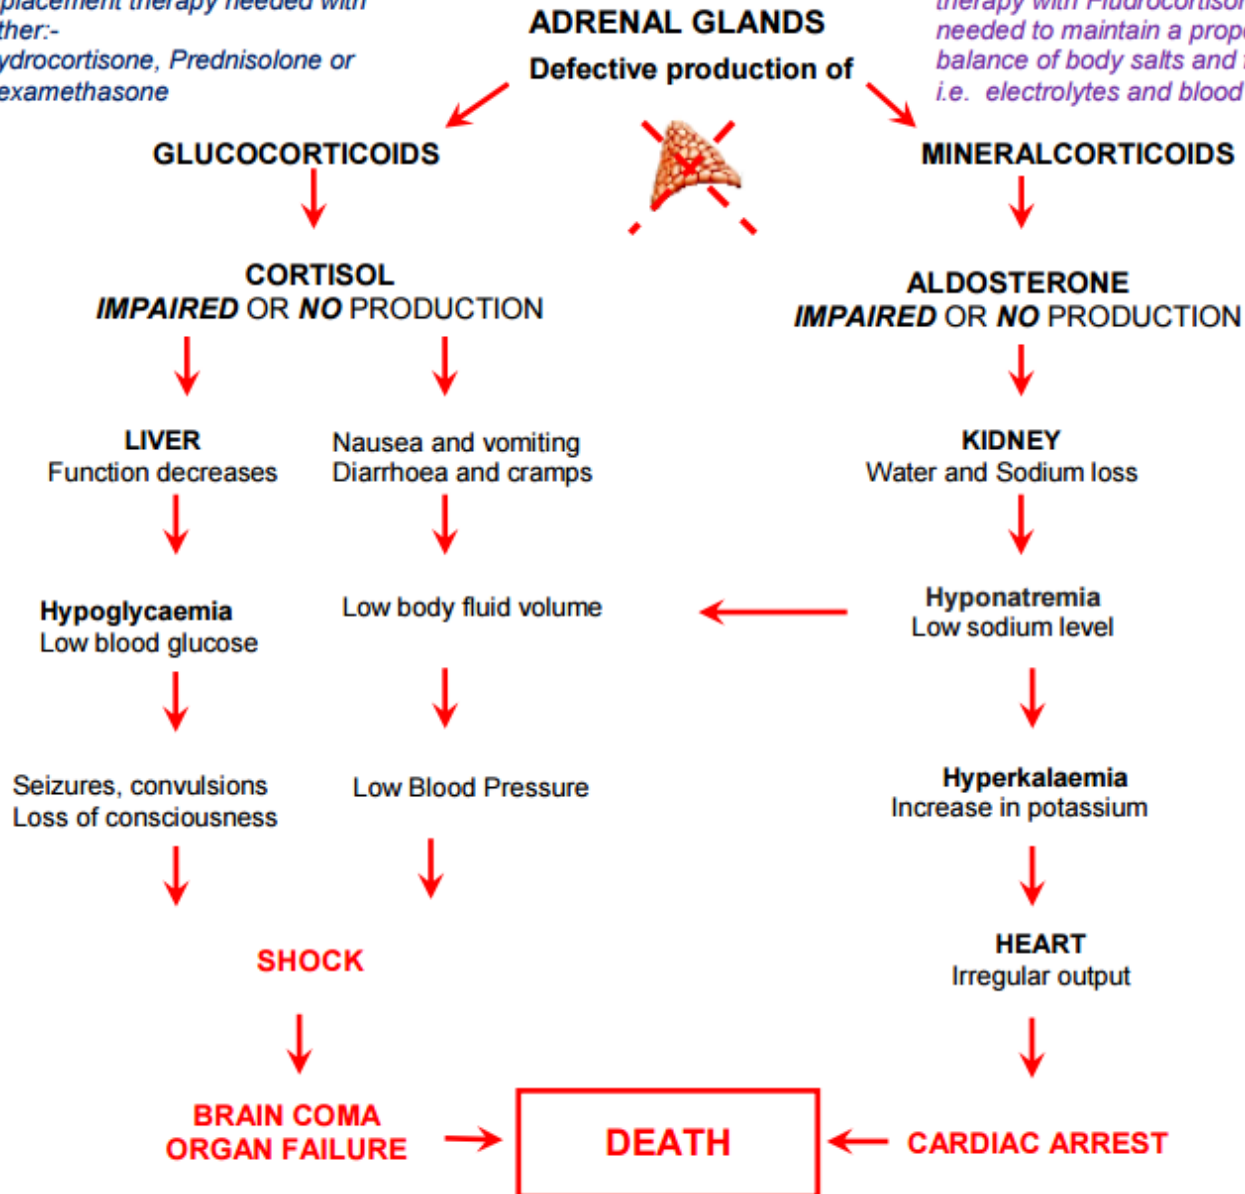 placement therapy needed with
ther:-
ydrocortisone, Prednisolone or
examethasone
ADRENAL GLANDS
Defective production of
needed to maintain a
balance of body salts and
i.e. electrolytes and blood
GLUCOCORTICOIDS
MINERALCORTICOIDS
CORTISOL
IMPAIRED OR NO PRODUCTION
ALDOSTERONE
IMPAIRED OR NO PRODUCTION
LIVER
Function decreases
Nausea and vomiting
Diarrhoea and cramps
KIDNEY
Water and Sodium loss
Hypoglycaemia
Low blood glucose
Low body fluid volume
Hyponatremia
Low sodium level
Seizures, convulsions
Loss of consciousness
Low Blood Pressure
Hyperkalaemia
Increase in potassium
SHOCK
HEART
Irregular output
BRAIN COMA
ORGAN FAILURE
DEATH
CARDIAC ARREST